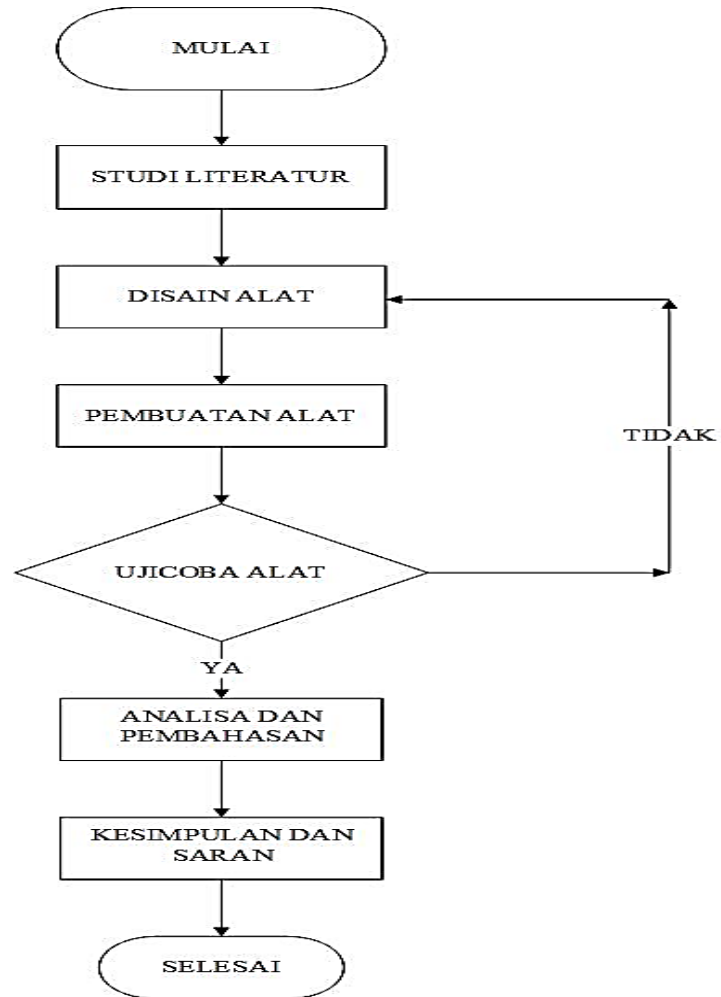 MULAI
STUDI LITERATUR
DISAIN ALAT
PEMBUATAN ALAT
TIDAK
UJICOBA ALAT
YA
ANALISA DAN
PEMBAHASAN
KESIMPULAN DAN
SARAN
SELESAI